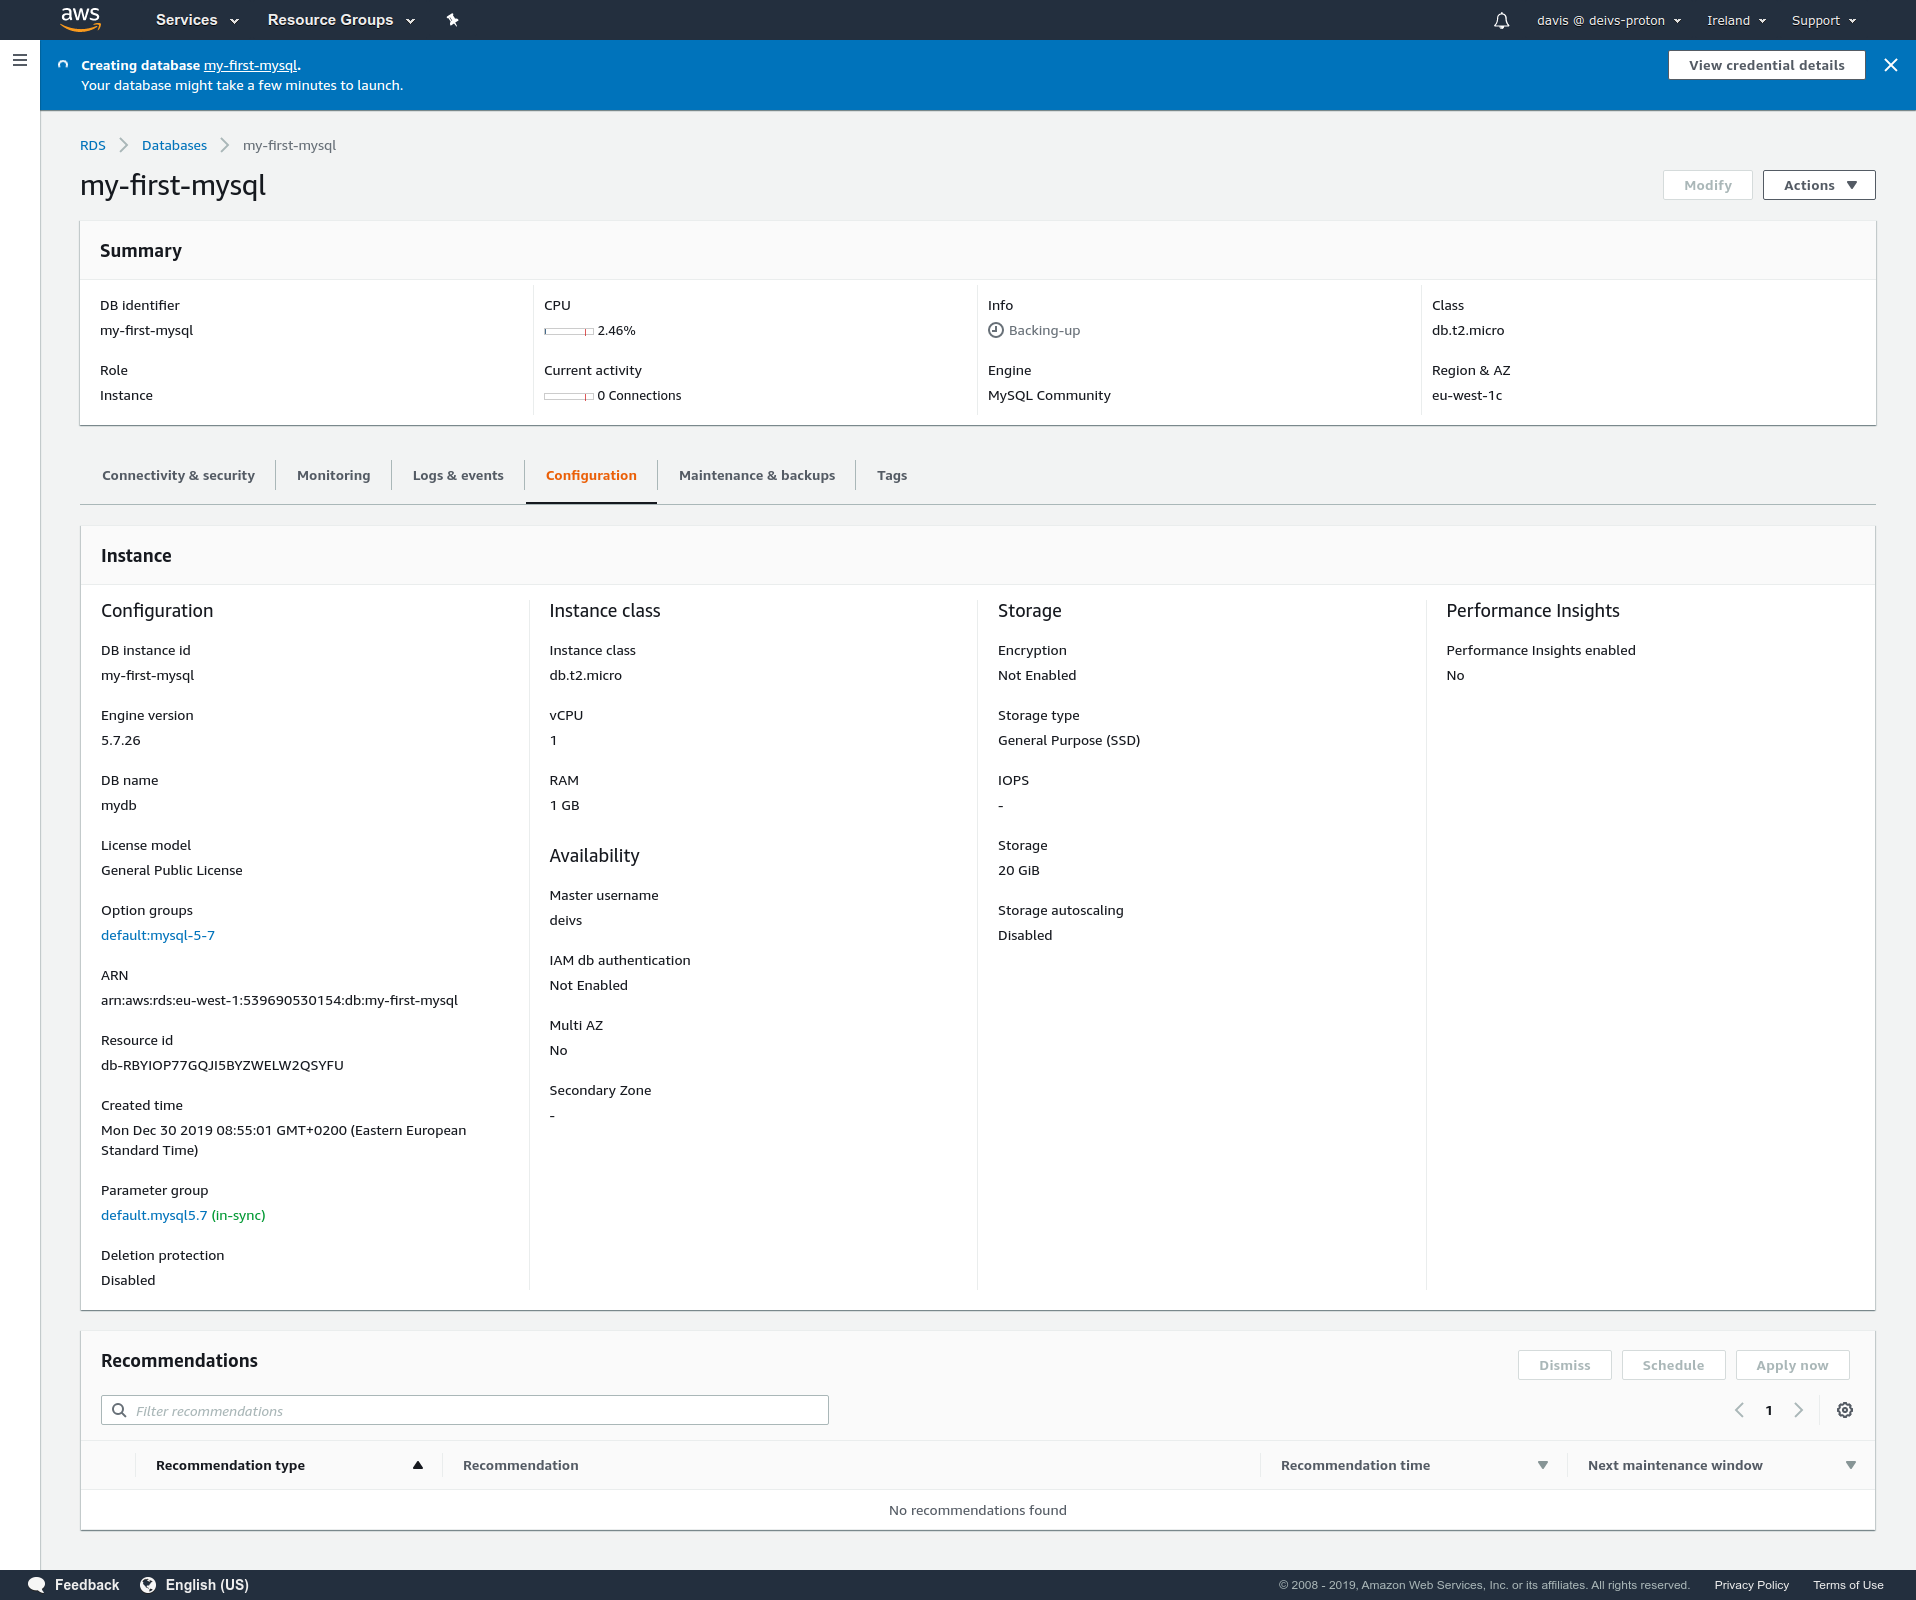 aws
Services
Resource Groups
davis @ deivs-proton
Ireland
Support
Creating database my-first-mysql.
Your database might take a few minutes to launch.
View credential details
RDS
Databases
my-first-mysql
my-first-mysql
Modify
Actions
Summary
DB identifier
my-first-mysql
Role
Instance
CPU
2.46%
Current activity
0 Connections
Info
Backing-up
Engine
MySQL Community
Class
db.t2.micro
Region & AZ
eu-west-1c
Connectivity & security
Monitoring
Logs & events
Configuration
Maintenance & backups
Tags
Instance
Configuration
DB instance id
my-first-mysql
Engine version
5.7.26
DB name
mydb
License model
General Public License
Option groups
default:mysql-5-7
ARN
arn:aws:rds:eu-west-1:539690530154:db:my-first-mysql
Resource id
db-RBYIOP77GQJI5BYZWELW2QSYFU
Created time
Mon Dec 30 2019 08:55:01 GMT+0200 (Eastern European
Standard Time)
Parameter group
default.mysql5.7 (in-sync)
Deletion protection
Disabled
Instance class
Instance class
db.t2.micro
vCPU
1
RAM
1 GB
Availability
Master username
deivs
IAM db authentication
Not Enabled
Multi AZ
No
Secondary Zone
-
Storage
Encryption
Not Enabled
Storage type
General Purpose (SSD)
IOPS
-
Storage
20 GiB
Storage autoscaling
Disabled
Performance Insights
Performance Insights enabled
No
Recommendations
Dismiss
Schedule
Apply now
Filter recommendations
1
Recommendation type
Recommendation
Recommendation time
Next maintenance window
No recommendations found
Feedback
English (US)
© 2008 - 2019, Amazon Web Services, Inc. or its affiliates. All rights reserved.
Privacy Policy
Terms of Use